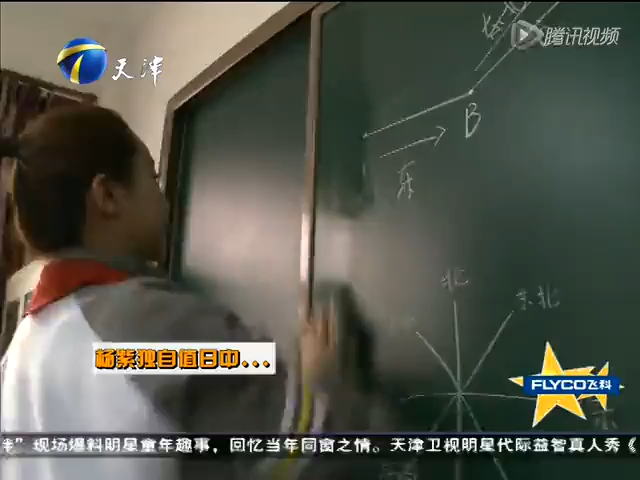 天津
腾讯视频
B
东
北
东北
杨紫独自值日中...
FLYCO飞科
东
"现场爆料明星童年趣事，回忆当年同窗之情。天津卫视明星代际益智真人秀《